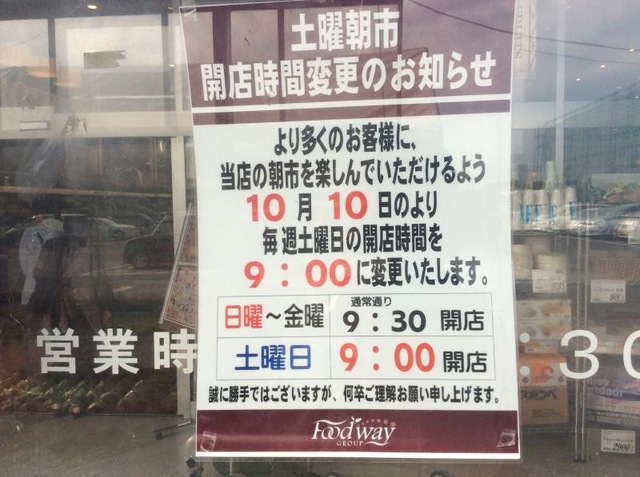 土曜朝市
開店時間変更のお知らせ
より多くのお客様に、
当店の朝市を楽しんでいただけるよう
10月10日のより
毎週土曜日の開店時間を
9：00に変更いたします。
日曜～金曜 通常通り 9：30 開店
土曜日 9：00 開店
誠に勝手ではございますが、何卒ご理解お願い申し上げます。
Foodway
GROUP
営業時
:30